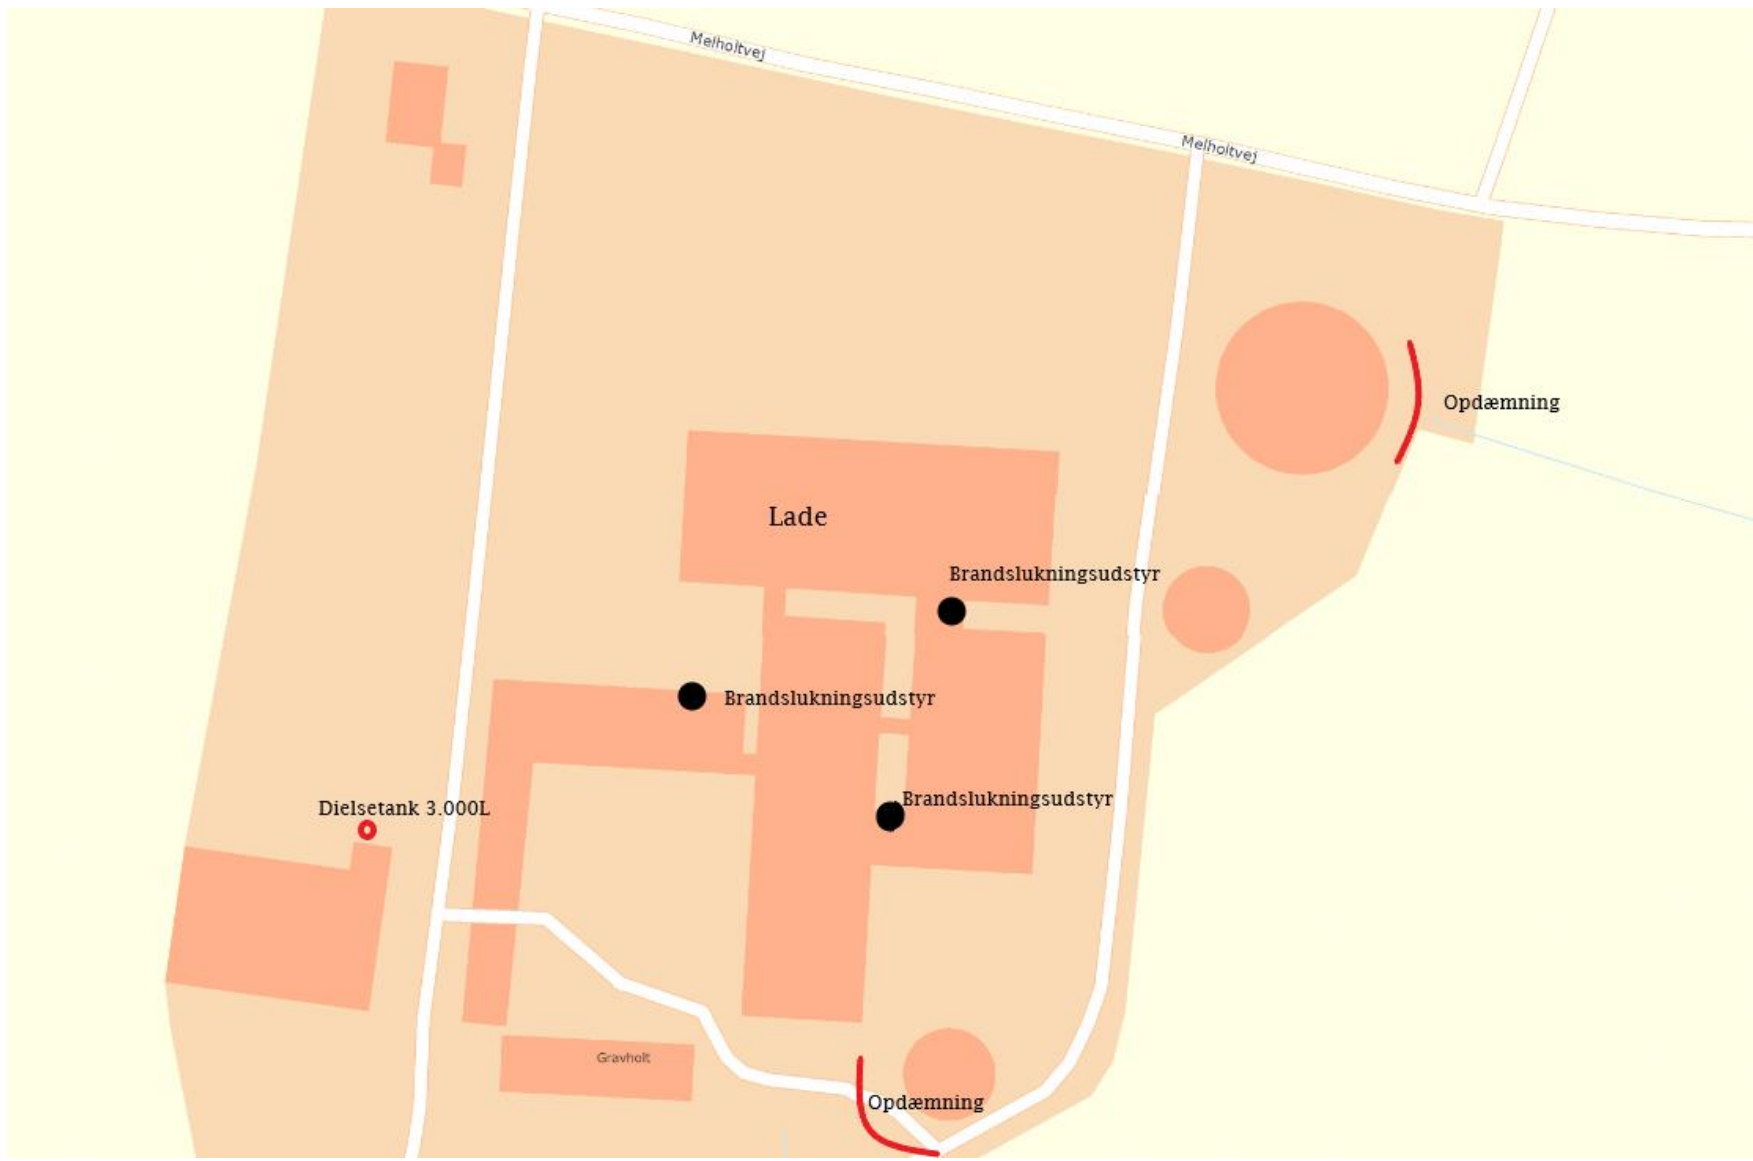 Melholtvej
Melholtvej
Opdæmning
Lade
Brandslukningsudstyr
Brandslukningsudstyr
Brandslukningsudstyr
Dielsetank 3.000L
Gravholt
Opdæmning